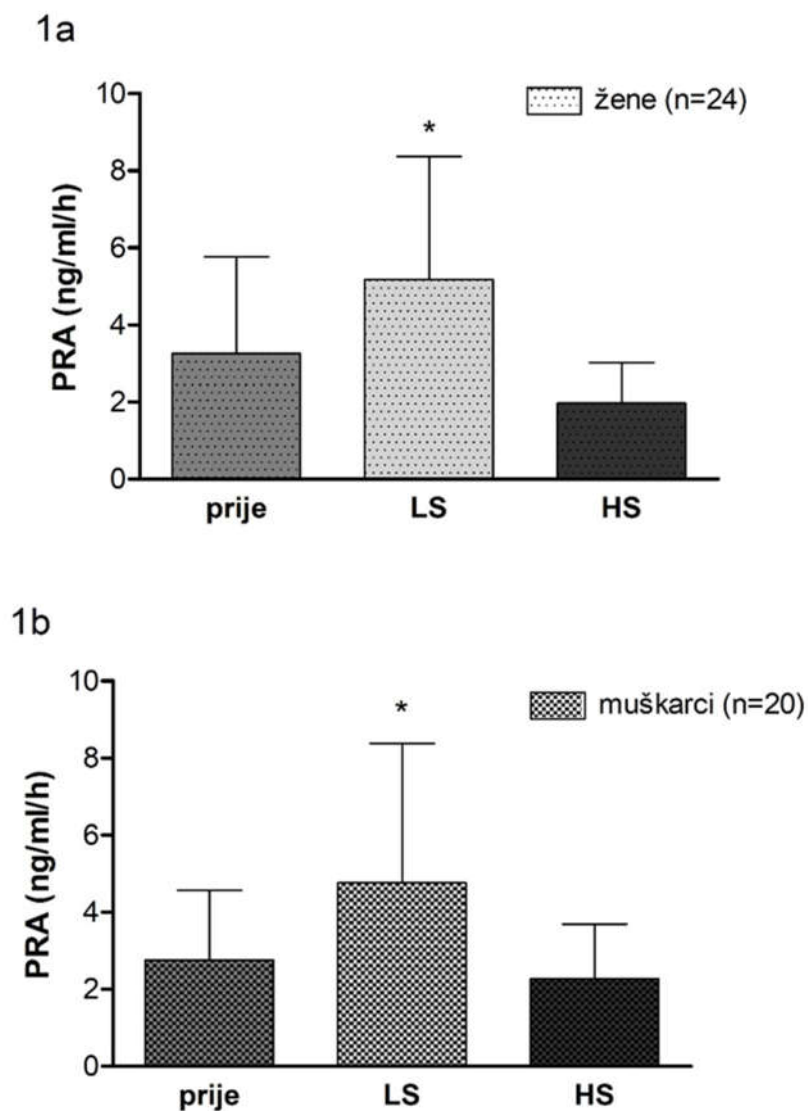 1a
žene (n=24)
PRA (ng/ml/h)
10
8
6
4
2
0
*
prije LS HS
1b
muškarci (n=20)
PRA (ng/ml/h)
10
8
6
4
2
0
*
prije LS HS